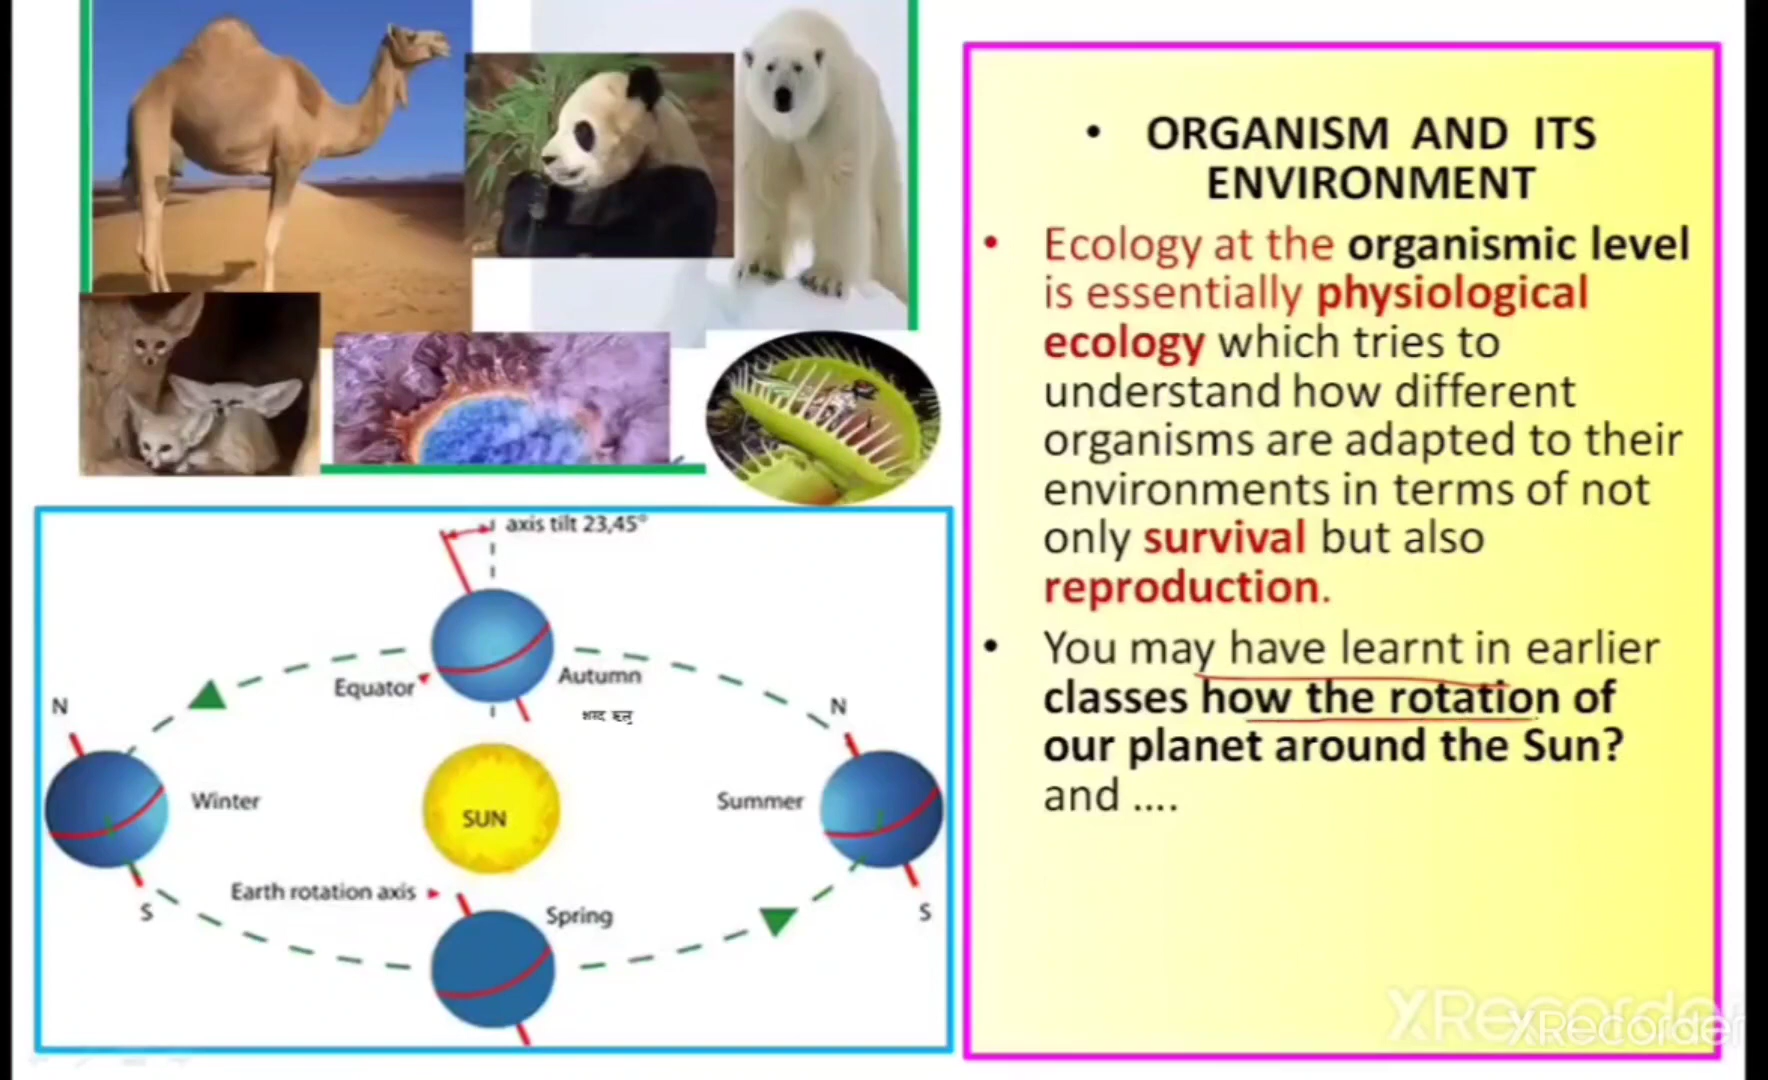 • ORGANISM AND ITS
ENVIRONMENT
• Ecology at the organismic level
is essentially physiological
ecology which tries to
understand how different
organisms are adapted to their
environments in terms of not
only survival but also
reproduction.
• You may have learnt in earlier
classes how the rotation of
our planet around the Sun?
and ....
axis tilt 23,45°
Equator
Autumn
शरद ऋतु
N
N
Winter
SUN
Summer
Earth rotation axis
S
Spring
S
XRecorder
XRecorder